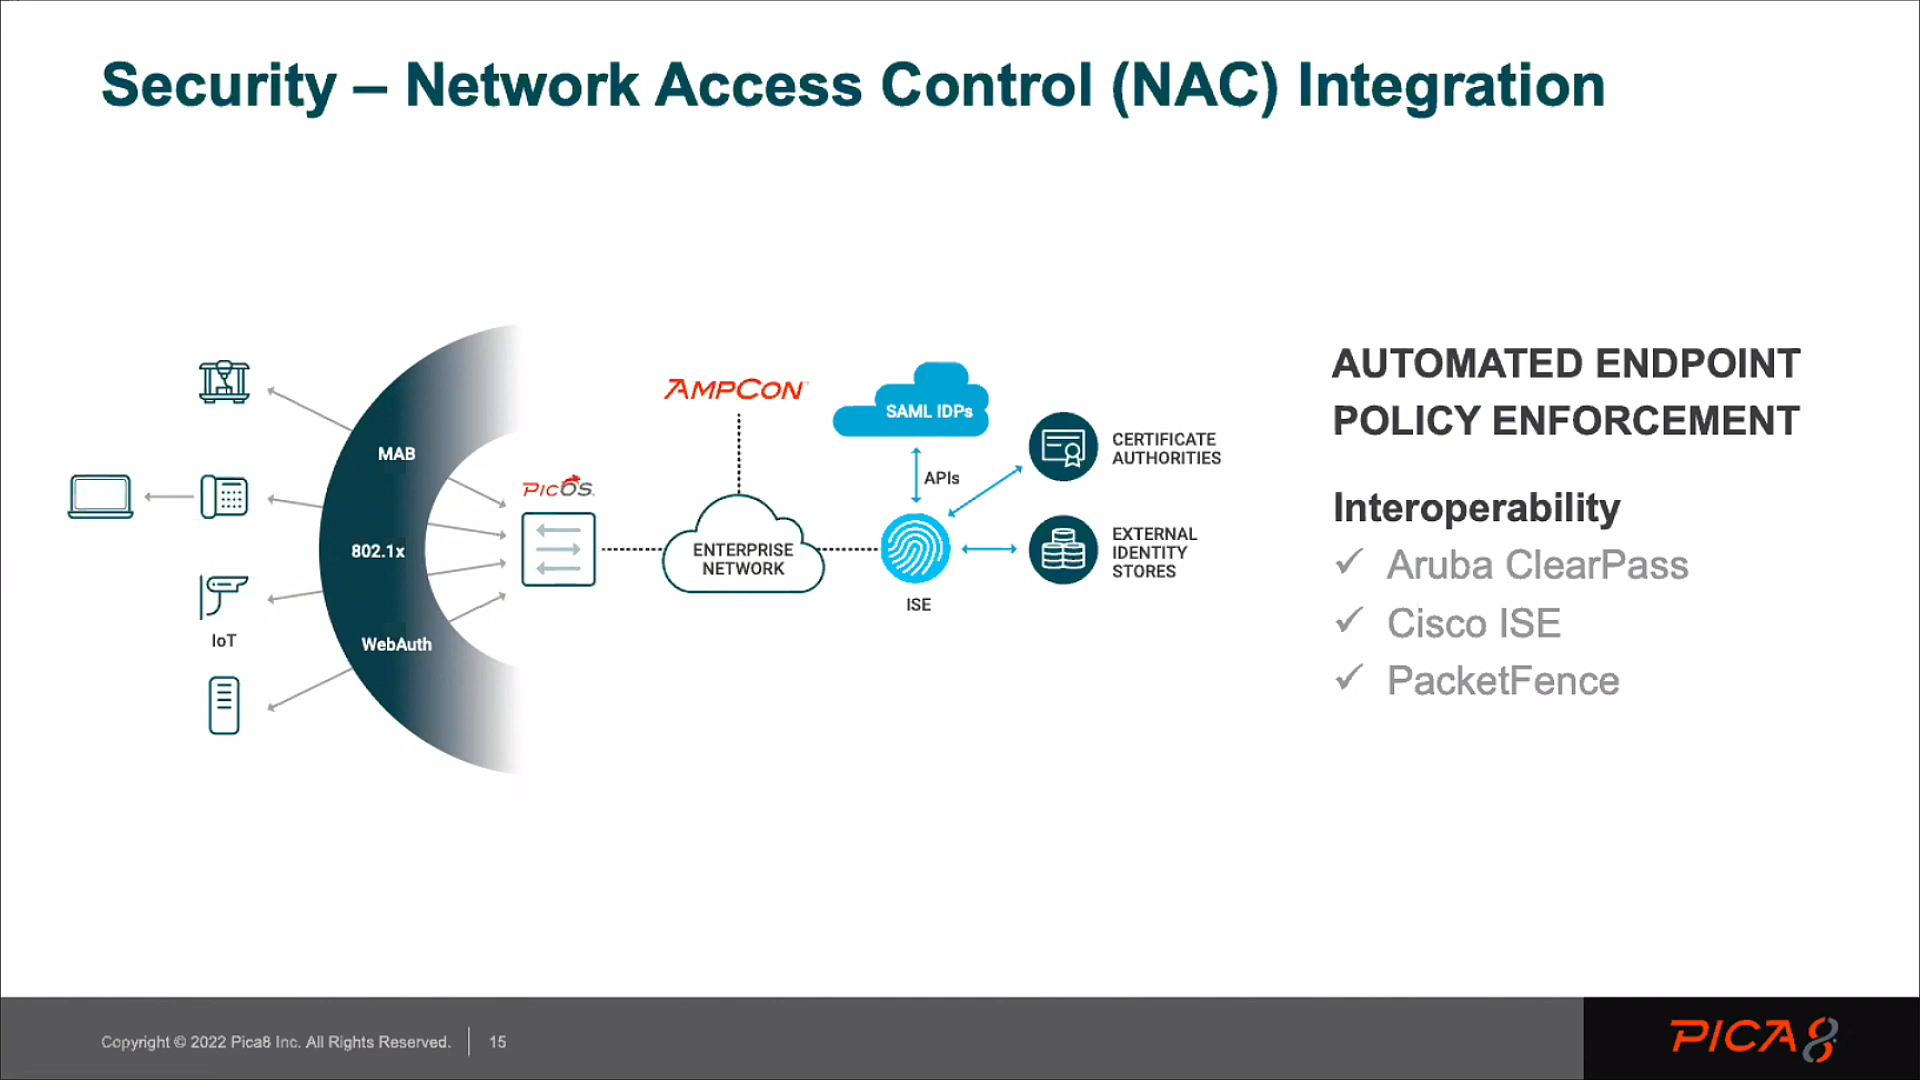 Security – Network Access Control (NAC) Integration
MAB
802.1x
WebAuth
IoT
PICOS
AMPCON
ENTERPRISE
NETWORK
SAML IDPs
APIs
ISE
CERTIFICATE
AUTHORITIES
EXTERNAL
IDENTITY
STORES
AUTOMATED ENDPOINT
POLICY ENFORCEMENT
Interoperability
✓ Aruba ClearPass
✓ Cisco ISE
✓ PacketFence
Copyright © 2022 Pica8 Inc. All Rights Reserved.
15
PICA8